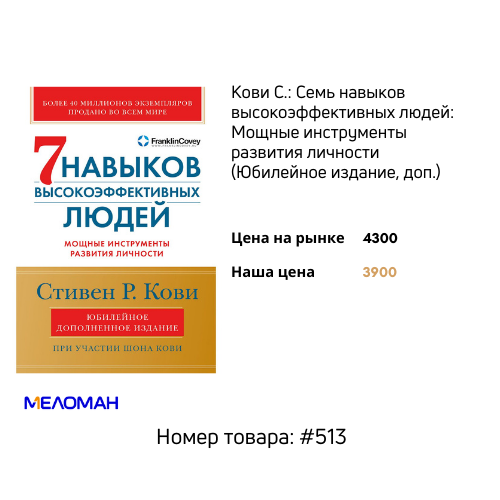 БОЛЕЕ 40 МИЛЛИОНОВ ЭКЗЕМПЛЯРОВ
ПРОДАНО ВО ВСЕМ МИРЕ
FranklinCovey
7 НАВЫКОВ
ВЫСОКОЭФФЕКТИВНЫХ
ЛЮДЕЙ
МОЩНЫЕ ИНСТРУМЕНТЫ
РАЗВИТИЯ ЛИЧНОСТИ
Стивен Р. Кови
ЮБИЛЕЙНОЕ
ДОПОЛНЕННОЕ ИЗДАНИЕ
ПРИ УЧАСТИИ ШОНА КОВИ
МЕЛОМАН
Кови С.: Семь навыков
высокоэффективных людей:
Мощные инструменты
развития личности
(Юбилейное издание, доп.)
Цена на рынке 4300
Наша цена 3900
Номер товара: #513